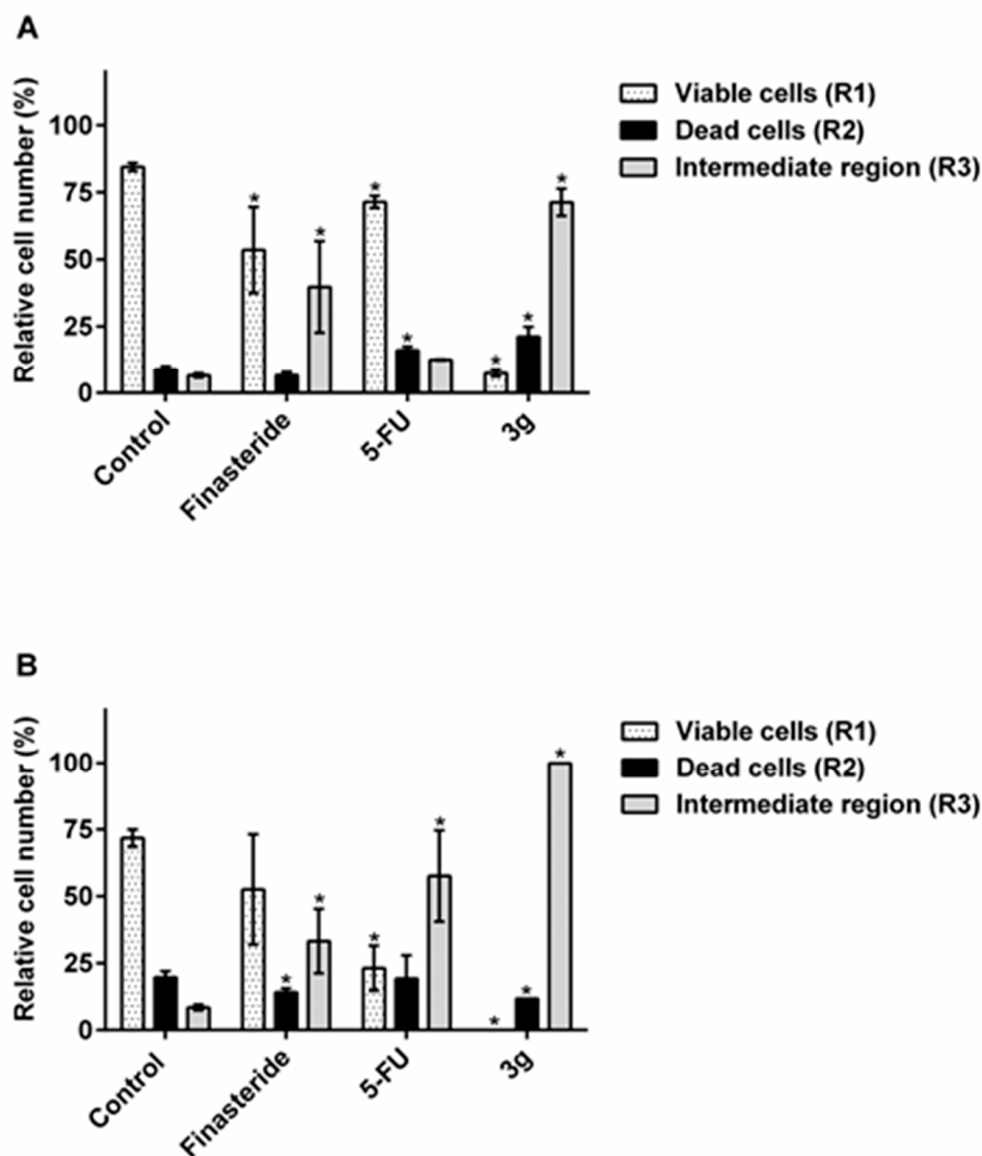 A
Relative cell number (%)
100
75
50
25
0
Control
Finasteride
5-FU
3g
Viable cells (R1)
Dead cells (R2)
Intermediate region (R3)
*
*
*
*
*
*
*
B
Relative cell number (%)
100
75
50
25
0
Control
Finasteride
5-FU
3g
Viable cells (R1)
Dead cells (R2)
Intermediate region (R3)
*
*
*
*
*
*
*